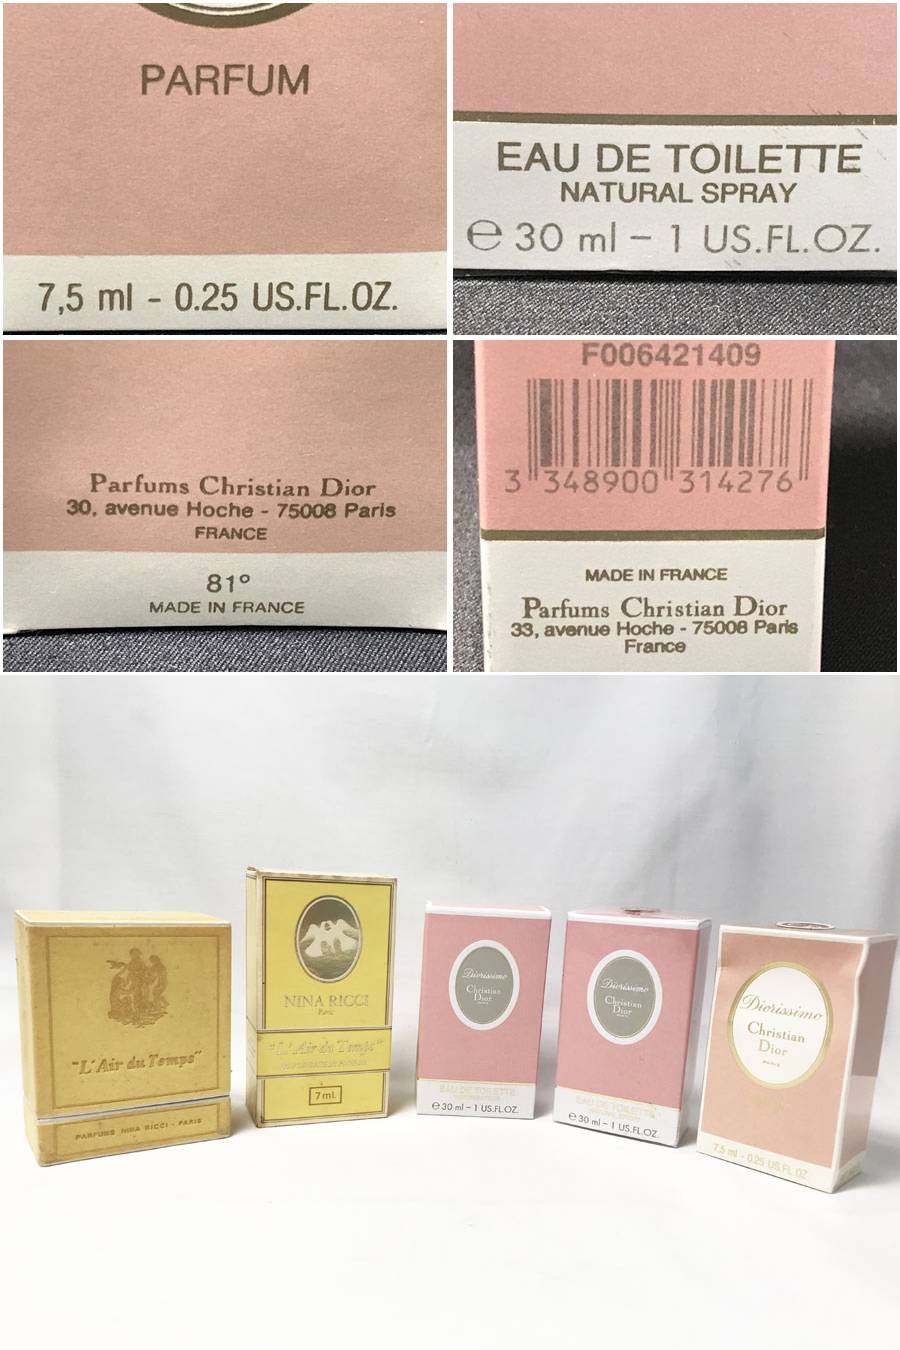 PARFUM
7,5 ml - 0.25 US.FL.OZ.
EAU DE TOILETTE
NATURAL SPRAY
℮ 30 ml – 1 US.FL.OZ.
Parfums Christian Dior
30, avenue Hoche - 75008 Paris
FRANCE
81°
MADE IN FRANCE
F006421409
3 348900 314276
MADE IN FRANCE
Parfums Christian Dior
33, avenue Hoche - 75008 Paris
France
"L'Air du Temps"
PARFUMS NINA RICCI - PARIS
NINA RICCI
Paris
"L'Air du Temps"
7 ml.
Diorissimo
Christian
Dior
EAU DE TOILETTE
℮ 30 ml – 1 US.FL.OZ.
Diorissimo
Christian
Dior
EAU DE TOILETTE
NATURAL SPRAY
℮ 30 ml – 1 US.FL.OZ.
Diorissimo
Christian
Dior
PARIS
7,5 ml - 0.25 US.FL.OZ.